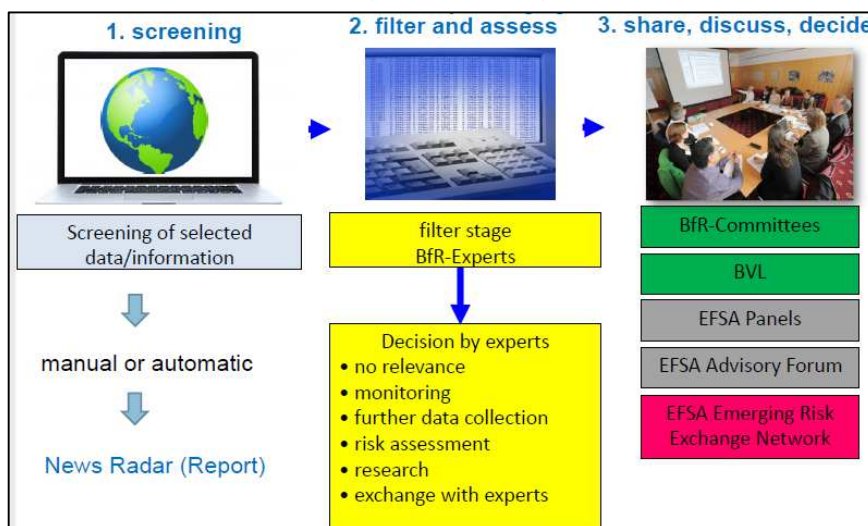 1. screening
Screening of selected
data/information
manual or automatic
News Radar (Report)
2. filter and assess
filter stage
BfR-Experts
Decision by experts
• no relevance
• monitoring
• further data collection
• risk assessment
• research
• exchange with experts
3. share, discuss, decide
BfR-Committees
BVL
EFSA Panels
EFSA Advisory Forum
EFSA Emerging Risk
Exchange Network